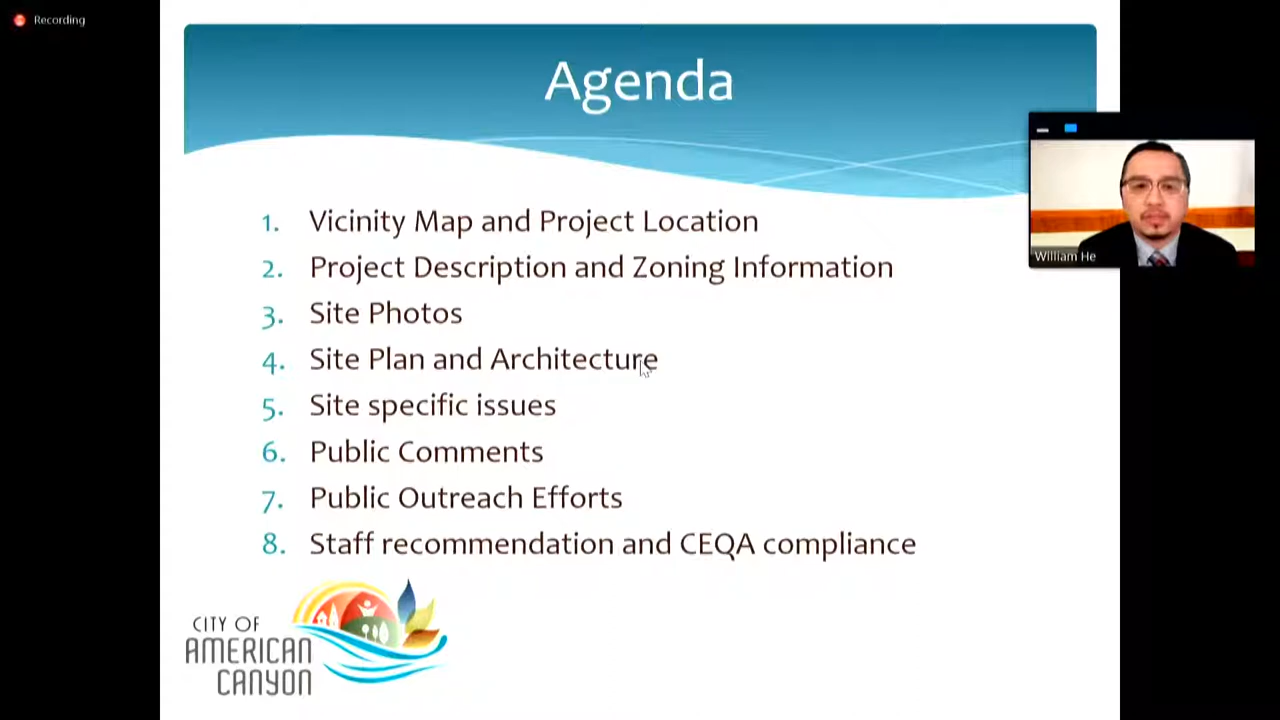 Recording
Agenda
1. Vicinity Map and Project Location
2. Project Description and Zoning Information
3. Site Photos
4. Site Plan and Architecture
5. Site specific issues
6. Public Comments
7. Public Outreach Efforts
8. Staff recommendation and CEQA compliance
William He
CITY OF
AMERICAN
CANYON